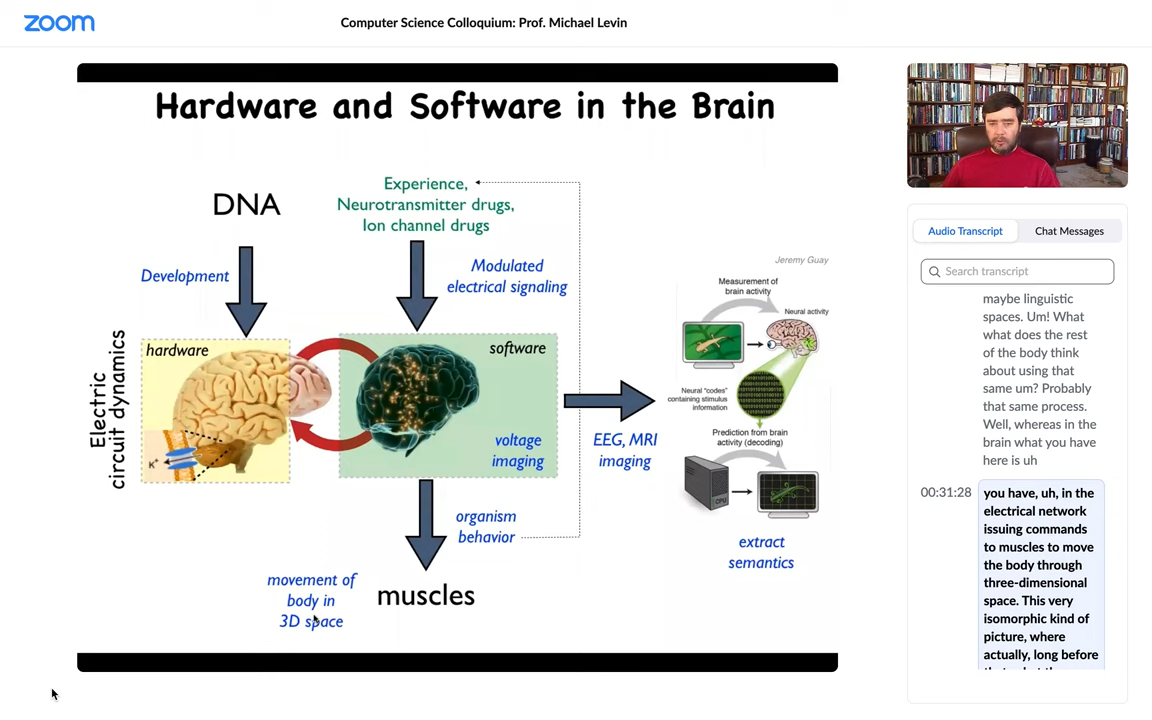 zoom
Computer Science Colloquium: Prof. Michael Levin
Hardware and Software in the Brain
DNA
Experience,
Neurotransmitter drugs,
Ion channel drugs
Development
Modulated
electrical signaling
Electric
circuit dynamics
hardware
K+
software
voltage
imaging
EEG, MRI
imaging
organism
behavior
movement of
body in
3D space
muscles
Jeremy Guay
Measurement of
brain activity
Neural activity
Neural "codes"
containing stimulus
information
Prediction from brain
activity (decoding)
CPU
extract
semantics
Audio Transcript
Chat Messages
Search transcript
maybe linguistic
spaces. Um! What
what does the rest
of the body think
about using that
same um? Probably
that same process.
Well, whereas in the
brain what you have
here is uh
00:31:28
you have, uh, in the
electrical network
issuing commands
to muscles to move
the body through
three-dimensional
space. This very
isomorphic kind of
picture, where
actually, long before